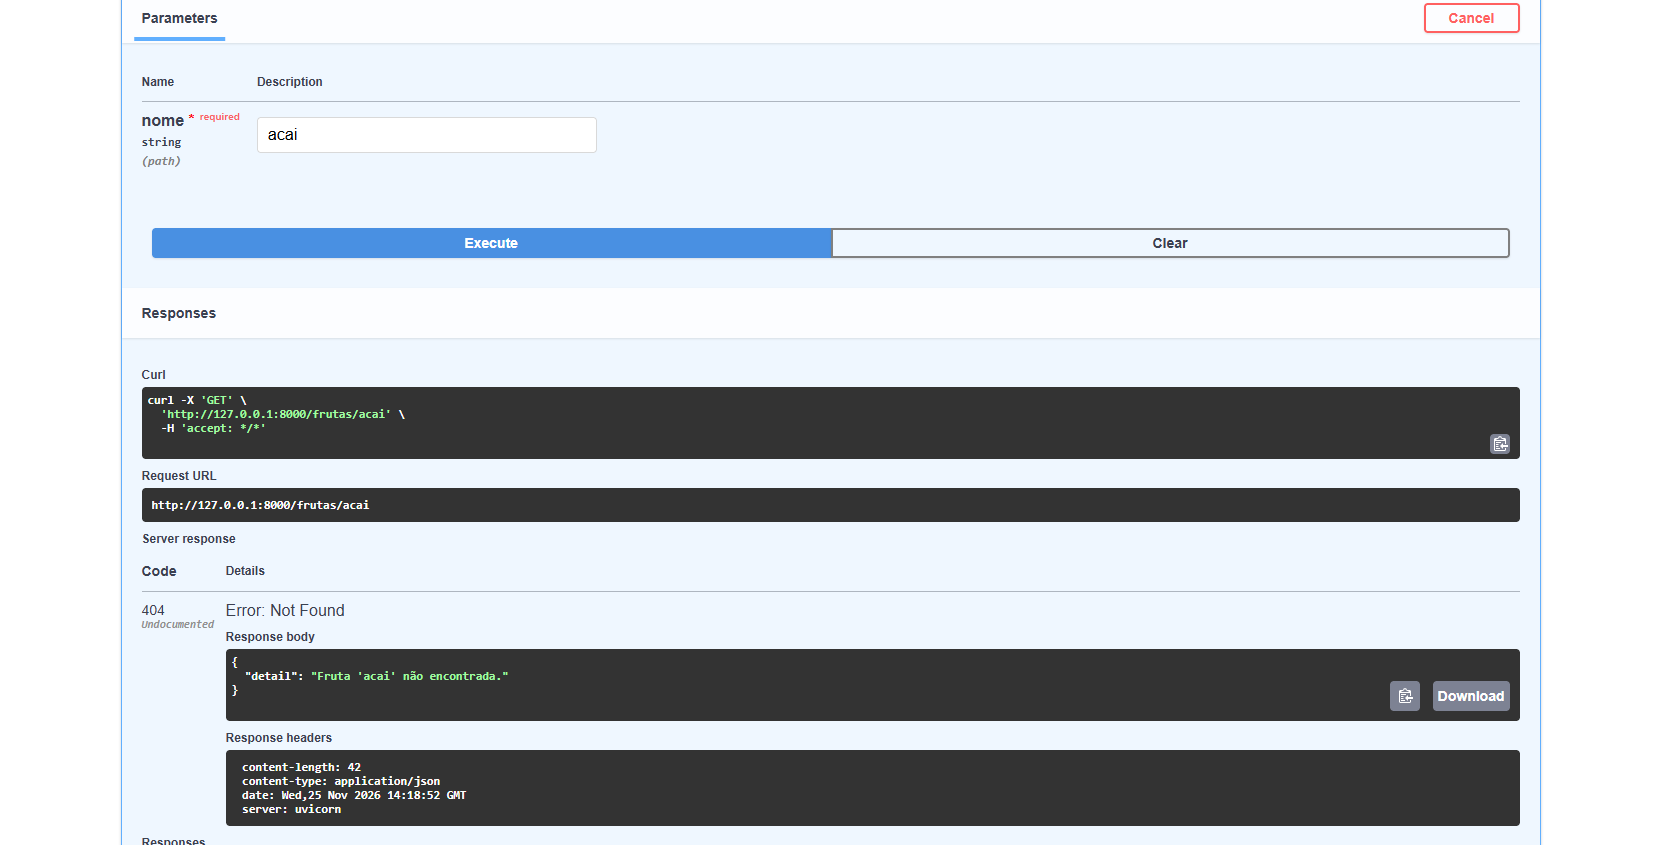 Parameters
Cancel
Name Description
nome * required
string
(path)
acai
Execute
Clear
Responses
Curl
curl -X 'GET' \
'http://127.0.0.1:8000/frutas/acai' \
-H 'accept: */*'
Request URL
http://127.0.0.1:8000/frutas/acai
Server response
Code Details
404
Undocumented
Error: Not Found
Response body
{
"detail": "Fruta 'acai' não encontrada."
}
Download
Response headers
content-length: 42
content-type: application/json
date: Wed,25 Nov 2026 14:18:52 GMT
server: uvicorn
Responses